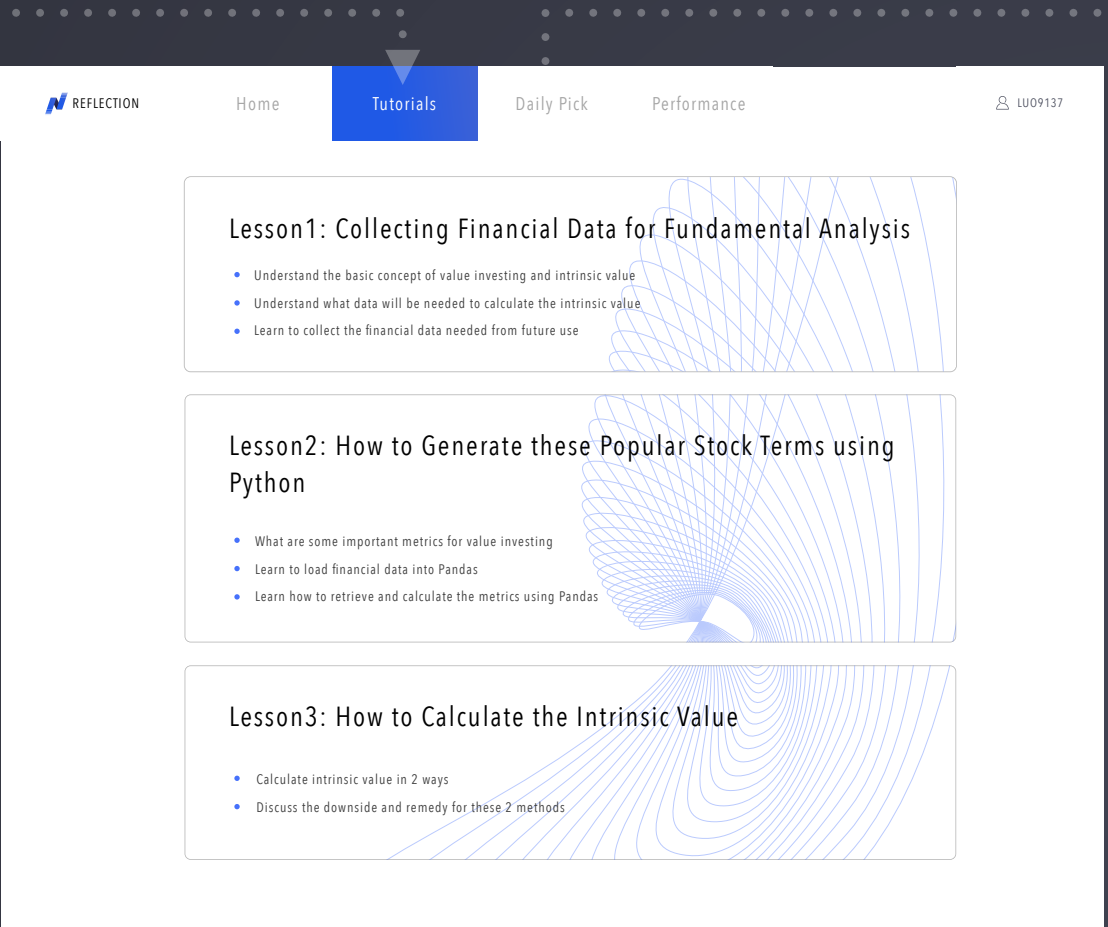 REFLECTION
Home
Tutorials
Daily Pick
Performance
LUO9137
Lesson1: Collecting Financial Data for Fundamental Analysis
Understand the basic concept of value investing and intrinsic value
Understand what data will be needed to calculate the intrinsic value
Learn to collect the financial data needed from future use
Lesson2: How to Generate these Popular Stock Terms using
Python
What are some important metrics for value investing
Learn to load financial data into Pandas
Learn how to retrieve and calculate the metrics using Pandas
Lesson3: How to Calculate the Intrinsic Value
Calculate intrinsic value in 2 ways
Discuss the downside and remedy for these 2 methods